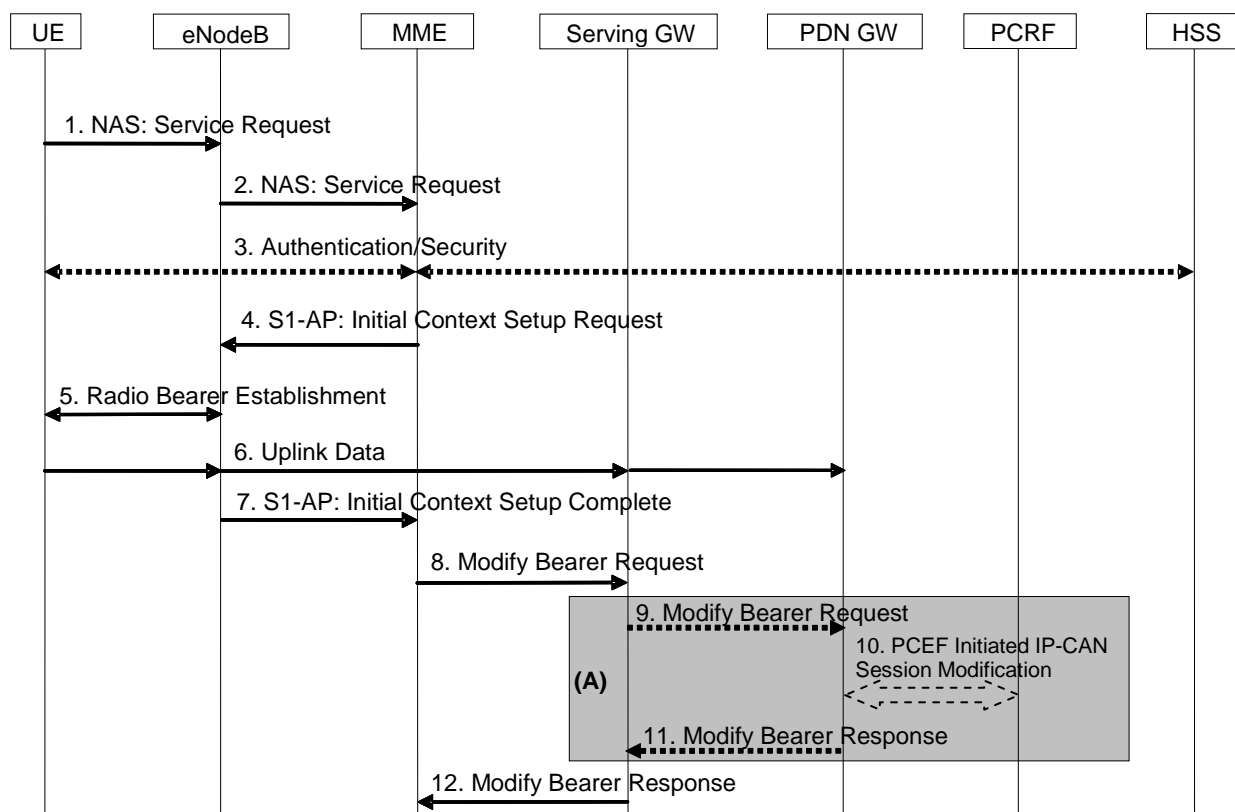 UE
eNodeB
MME
Serving GW
PDN GW
PCRF
HSS
1. NAS: Service Request
2. NAS: Service Request
3. Authentication/Security
4. S1-AP: Initial Context Setup Request
5. Radio Bearer Establishment
6. Uplink Data
7. S1-AP: Initial Context Setup Complete
8. Modify Bearer Request
9. Modify Bearer Request
10. PCEF Initiated IP-CAN
Session Modification
(A)
11. Modify Bearer Response
12. Modify Bearer Response